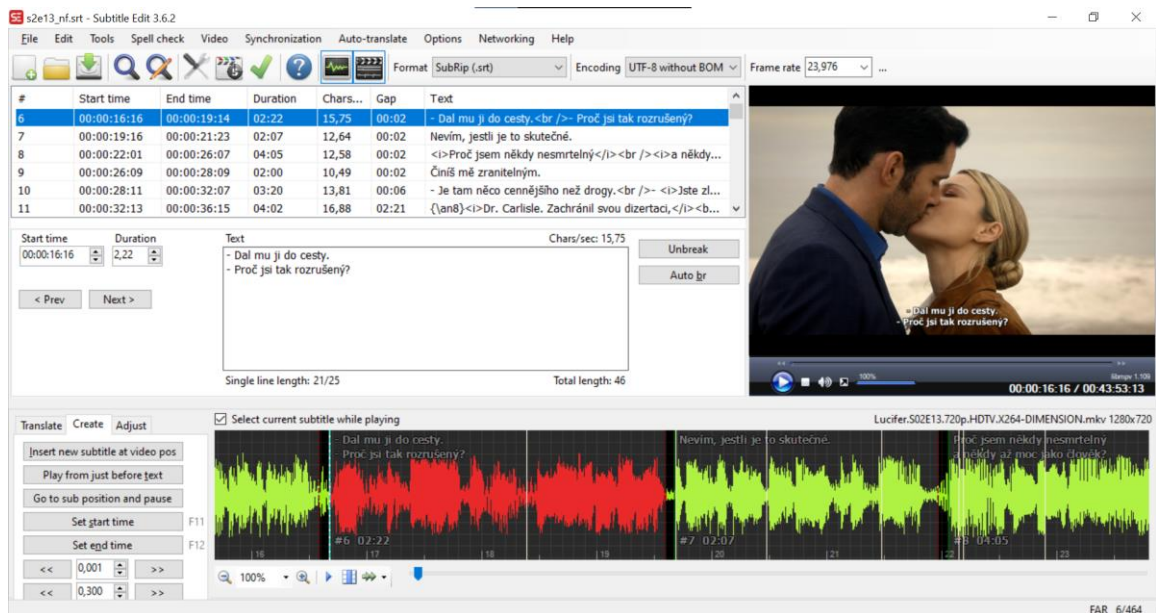 s2e13_nf.srt - Subtitle Edit 3.6.2
File Edit Tools Spell check Video Synchronization Auto-translate Options Networking Help
Format SubRip (.srt) Encoding UTF-8 without BOM Frame rate 23,976 ...
# Start time End time Duration Chars... Gap Text
6 00:00:16:16 00:00:19:14 02:22 15,75 00:02 - Dal mu ji do cesty.<br />- Proč jsi tak rozrušený?
7 00:00:19:16 00:00:21:23 02:07 12,64 00:02 Nevím, jestli je to skutečné.
8 00:00:22:01 00:00:26:07 04:05 12,58 00:02 <i>Proč jsem někdy nesmrtelný</i><br /><i>a někdy...
9 00:00:26:09 00:00:28:09 02:00 10,49 00:02 Činíš mě zranitelným.
10 00:00:28:11 00:00:32:07 03:20 13,81 00:06 - Je tam něco cennějšího než drogy.<br />- <i>Jste zl...
11 00:00:32:13 00:00:36:15 04:02 16,88 02:21 {\an8}<i>Dr. Carlisle. Zachránil svou dizertaci,</i><b...
Start time Duration Text Chars/sec: 15,75
00:00:16:16 2,22
- Dal mu ji do cesty.
- Proč jsi tak rozrušený?
Unbreak
Auto br
< Prev Next >
Single line length: 21/25 Total length: 46
- Dal mu ji do cesty.
- Proč jsi tak rozrušený?
100%
libmpv 1.109
00:00:16:16 / 00:43:53:13
Translate Create Adjust
Select current subtitle while playing Lucifer.S02E13.720p.HDTV.X264-DIMENSION.mkv 1280x720
Insert new subtitle at video pos
Play from just before text
Go to sub position and pause
Set start time F11
Set end time F12
<< 0,001 >>
<< 0,300 >>
- Dal mu ji do cesty.
- Proč jsi tak rozrušený?
Nevím, jestli je to skutečné.
Proč jsem někdy nesmrtelný
a někdy až moc jako člověk?
#6 02:22
#7 02:07
#8 04:05
16 17 18 19 20 21 22 23
100%
FAR 6/464